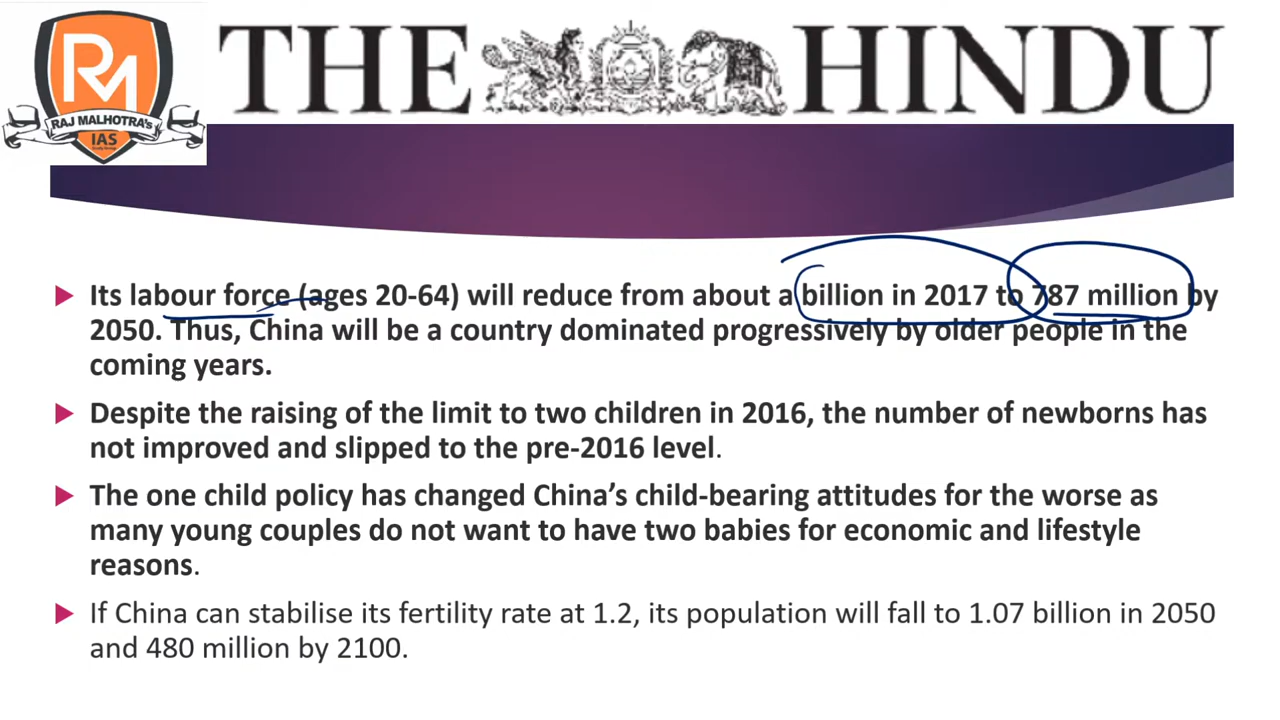 THE HINDU
RM
RAJ MALHOTRA's
IAS
Its labour force (ages 20-64) will reduce from about a billion in 2017 to 787 million by
2050. Thus, China will be a country dominated progressively by older people in the
coming years.
Despite the raising of the limit to two children in 2016, the number of newborns has
not improved and slipped to the pre-2016 level.
The one child policy has changed China's child-bearing attitudes for the worse as
many young couples do not want to have two babies for economic and lifestyle
reasons.
If China can stabilise its fertility rate at 1.2, its population will fall to 1.07 billion in 2050
and 480 million by 2100.